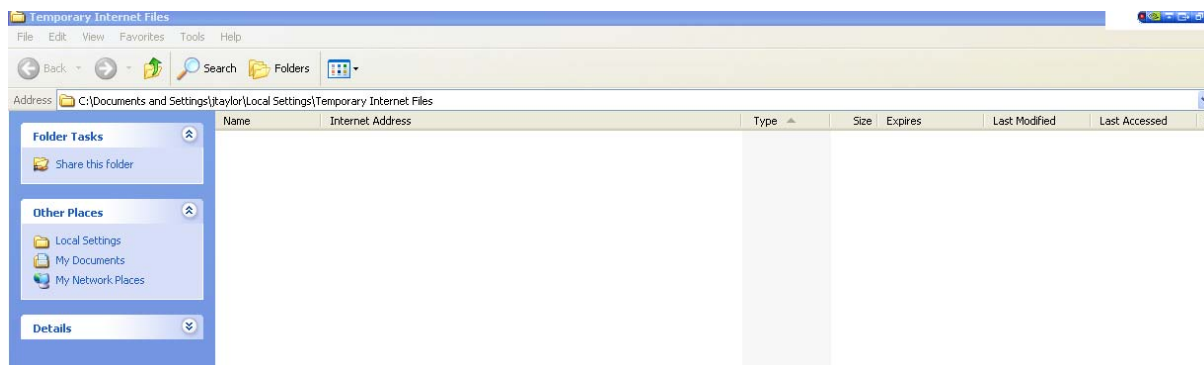 Temporary Internet Files
File Edit View Favorites Tools Help
Back Search Folders
Address C:\Documents and Settings\jtaylor\Local Settings\Temporary Internet Files
Name Internet Address Type Size Expires Last Modified Last Accessed
Folder Tasks
Share this folder
Other Places
Local Settings
My Documents
My Network Places
Details